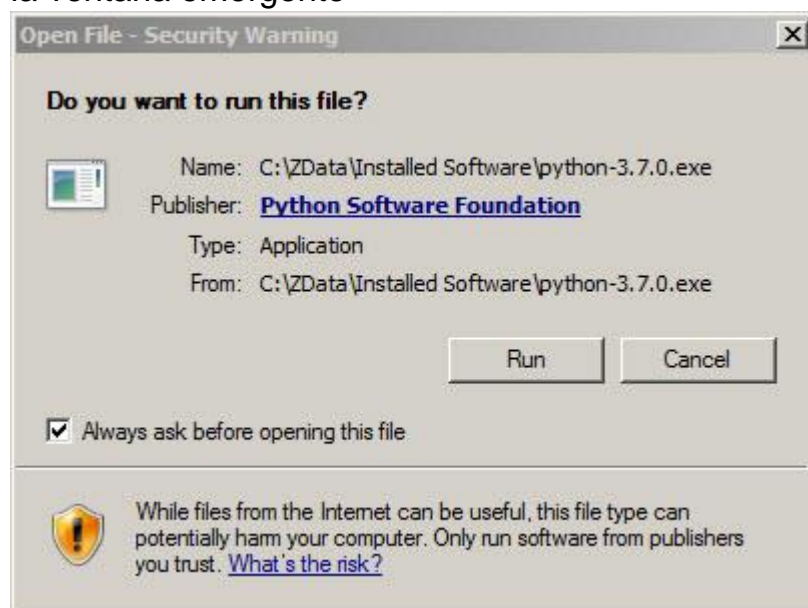 la ventana emergente
Open File - Security Warning
Do you want to run this file?
Name: C:\ZData\Installed Software\python-3.7.0.exe
Publisher: Python Software Foundation
Type: Application
From: C:\ZData\Installed Software\python-3.7.0.exe
Run Cancel
Always ask before opening this file
While files from the Internet can be useful, this file type can
potentially harm your computer. Only run software from publishers
you trust. What's the risk?